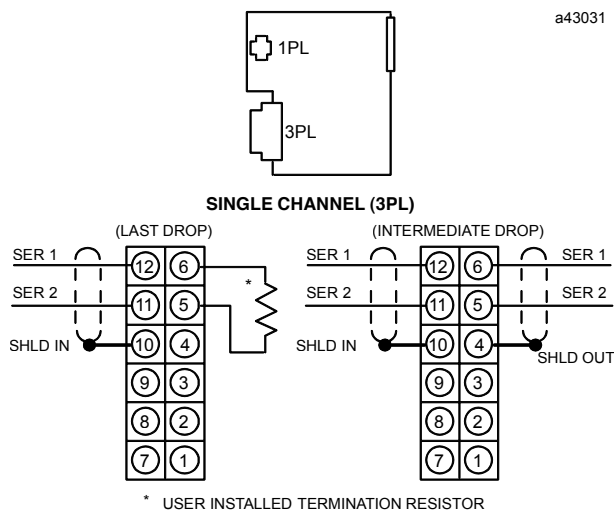 a43031
1PL
3PL
SINGLE CHANNEL (3PL)
(LAST DROP)
SER 1
SER 2
SHLD IN
12 6
11 5
10 4
9 3
8 2
7 1
*
(INTERMEDIATE DROP)
SER 1
SER 2
SHLD IN
12 6
11 5
10 4
9 3
8 2
7 1
SER 1
SER 2
SHLD OUT
* USER INSTALLED TERMINATION RESISTOR